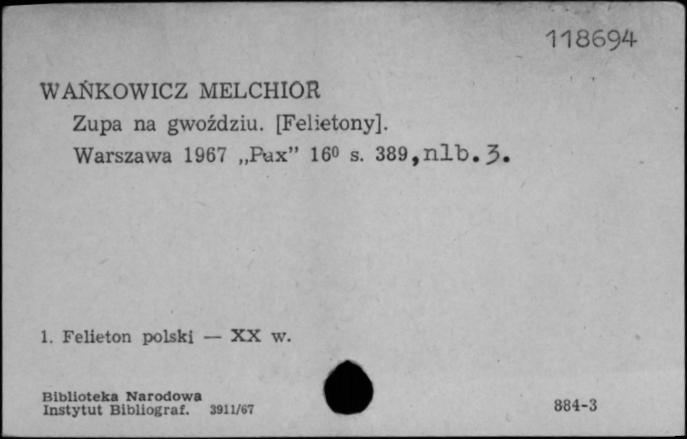 118694
WAŃKOWICZ MELCHIOR
Zupa na gwoździu. [Felietony].
Warszawa 1967 „Pax” 16⁰ s. 389, nlb. 3.
1. Felieton polski — XX w.
Biblioteka Narodowa
Instytut Bibliograf. 3911/67
884-3